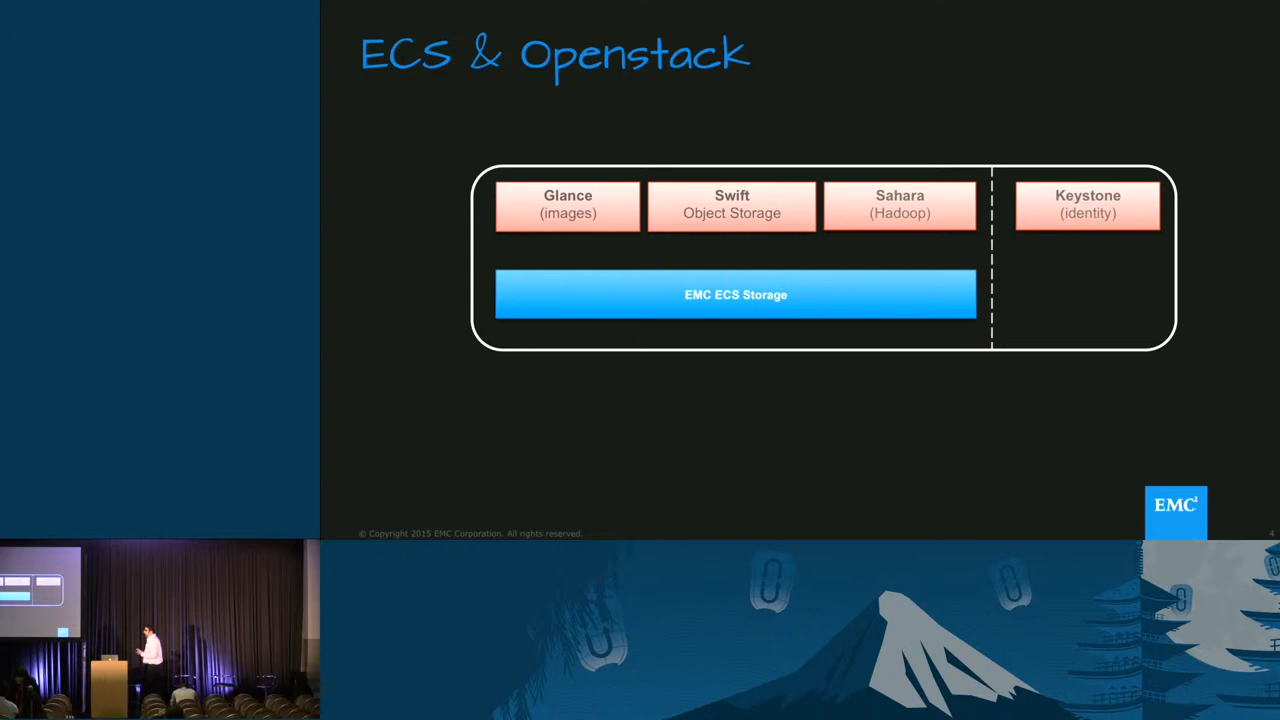 ECS & Openstack
Glance
(images)
Swift
Object Storage
Sahara
(Hadoop)
Keystone
(identity)
EMC ECS Storage
EMC²
© Copyright 2015 EMC Corporation. All rights reserved.
4